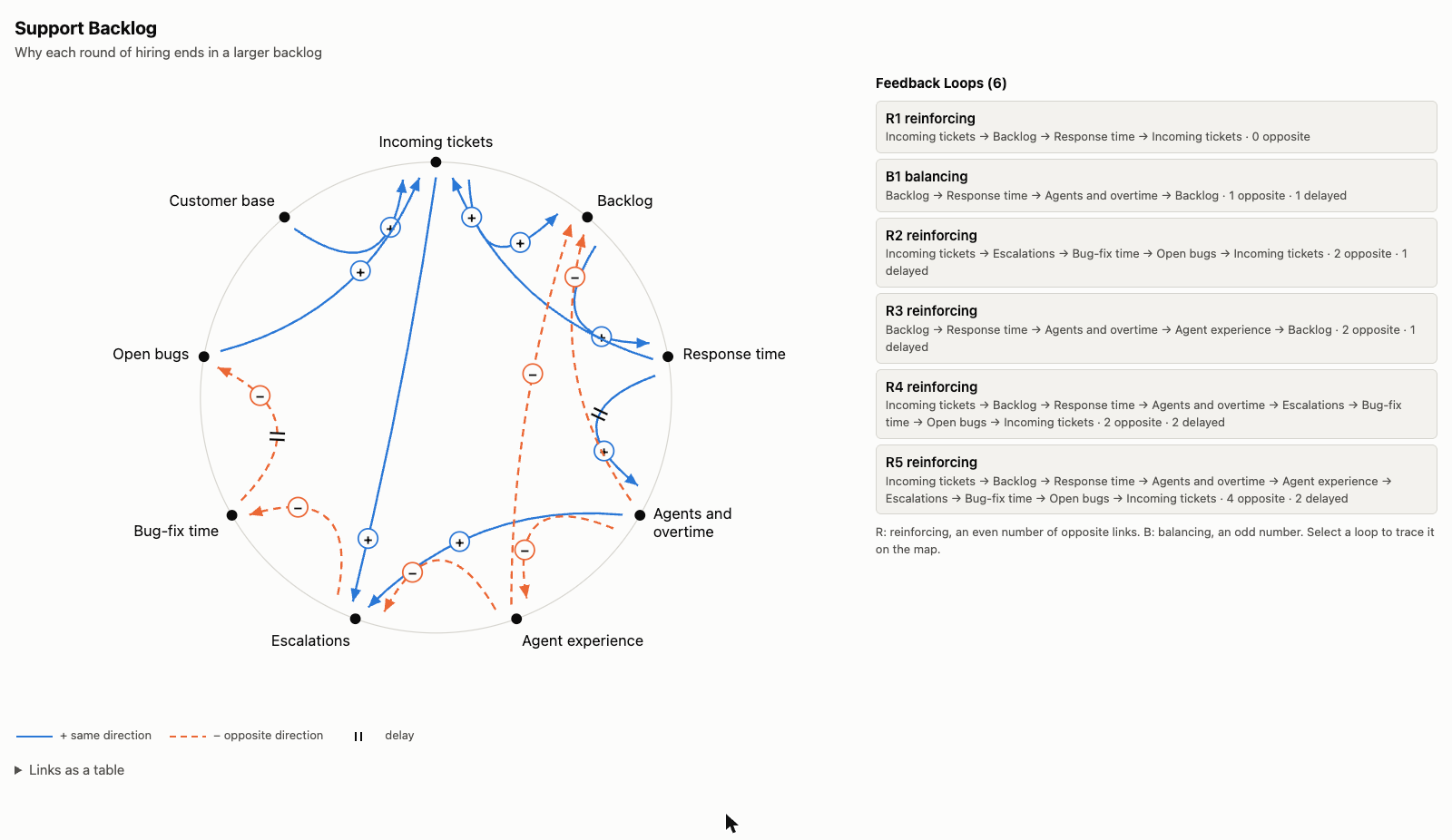 Support Backlog
Why each round of hiring ends in a larger backlog
Incoming tickets
Customer base
Backlog
+
+
+
+
−
+
Open bugs
Response time
−
−
+
Bug-fix time
−
Agents and
overtime
+
+
−
−
Escalations
Agent experience
+ same direction
− opposite direction
delay
▶ Links as a table
Feedback Loops (6)
R1 reinforcing
Incoming tickets → Backlog → Response time → Incoming tickets · 0 opposite
B1 balancing
Backlog → Response time → Agents and overtime → Backlog · 1 opposite · 1 delayed
R2 reinforcing
Incoming tickets → Escalations → Bug-fix time → Open bugs → Incoming tickets · 2 opposite · 1
delayed
R3 reinforcing
Backlog → Response time → Agents and overtime → Agent experience → Backlog · 2 opposite · 1
delayed
R4 reinforcing
Incoming tickets → Backlog → Response time → Agents and overtime → Escalations → Bug-fix
time → Open bugs → Incoming tickets · 2 opposite · 2 delayed
R5 reinforcing
Incoming tickets → Backlog → Response time → Agents and overtime → Agent experience →
Escalations → Bug-fix time → Open bugs → Incoming tickets · 4 opposite · 2 delayed
R: reinforcing, an even number of opposite links. B: balancing, an odd number. Select a loop to trace it
on the map.